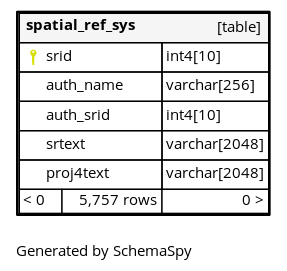 spatial_ref_sys [table]
srid int4[10]
auth_name varchar[256]
auth_srid int4[10]
srtext varchar[2048]
proj4text varchar[2048]
< 0 5,757 rows 0 >
Generated by SchemaSpy